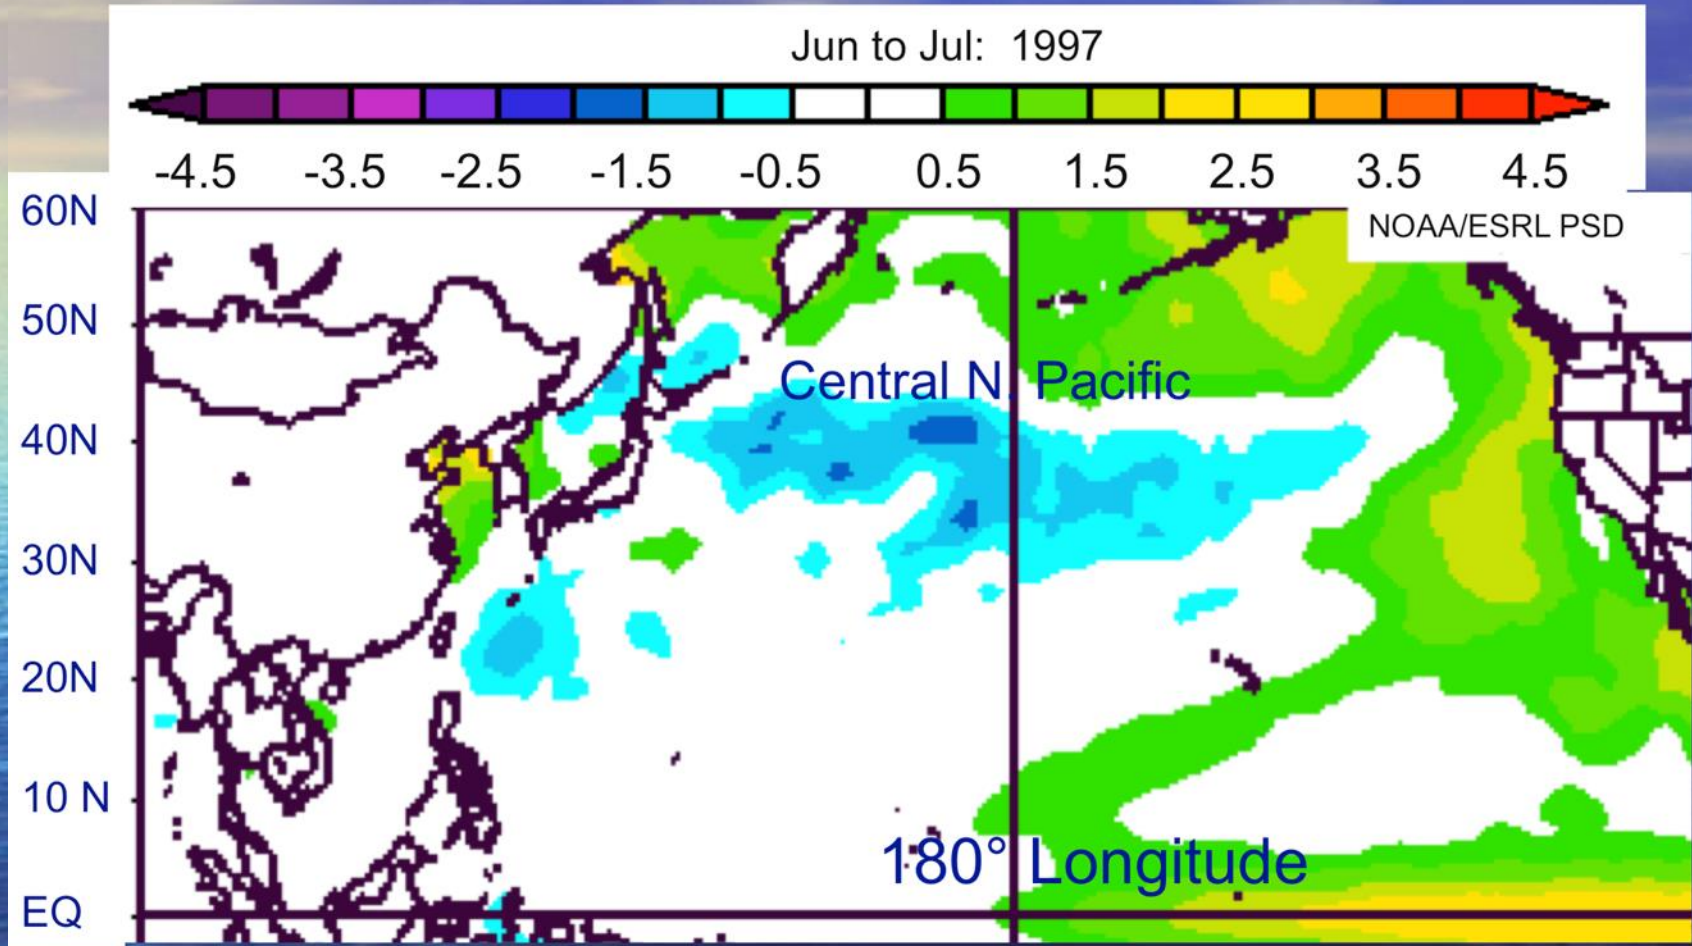 Jun to Jul: 1997
-4.5 -3.5 -2.5 -1.5 -0.5 0.5 1.5 2.5 3.5 4.5
60N
NOAA/ESRL PSD
50N
Central N. Pacific
40N
30N
20N
10 N
180° Longitude
EQ